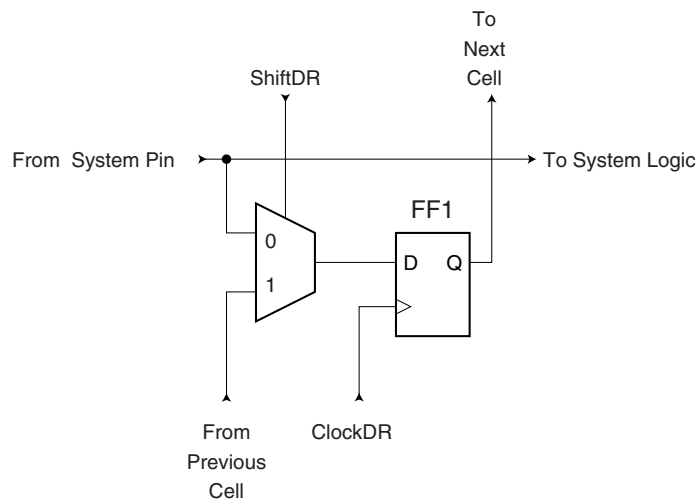 To
Next
Cell
ShiftDR
From System Pin
To System Logic
FF1
0
D Q
1
From
Previous
Cell
ClockDR